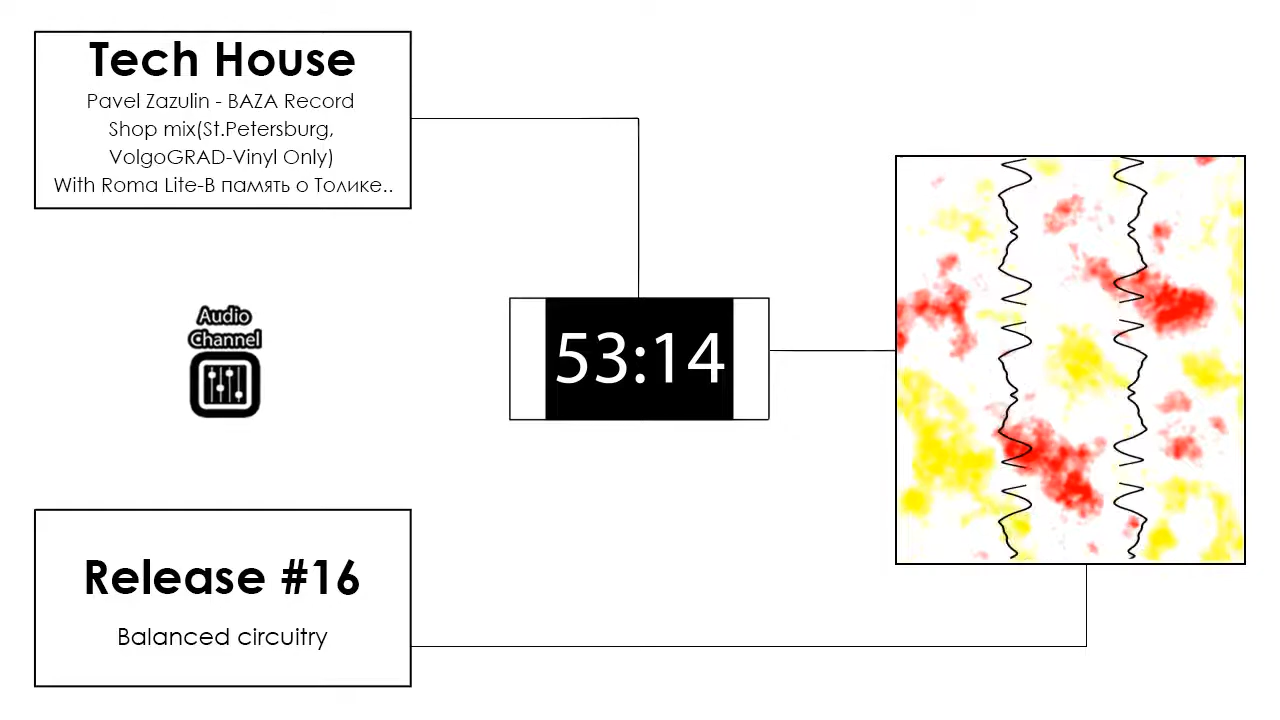 Tech House
Pavel Zazulin - BAZA Record
Shop mix(St.Petersburg,
VolgoGRAD-Vinyl Only)
With Roma Lite-В память о Толике..
Audio
Channel
53:14
Release #16
Balanced circuitry